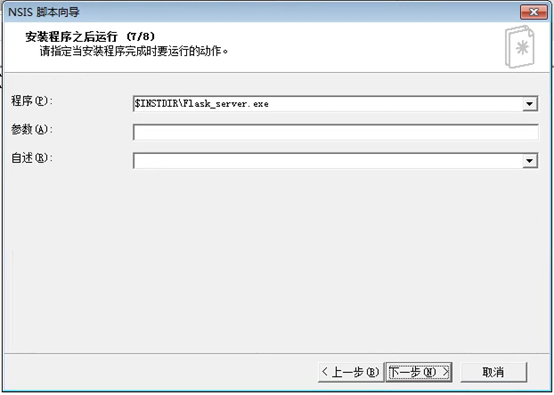 NSIS 脚本向导
安装程序之后运行 (7/8)
请指定当安装程序完成时要运行的动作。
程序(P):
$INSTDIR\Flask_server.exe
参数(A):
自述(R):
< 上一步(B)
下一步(N) >
取消